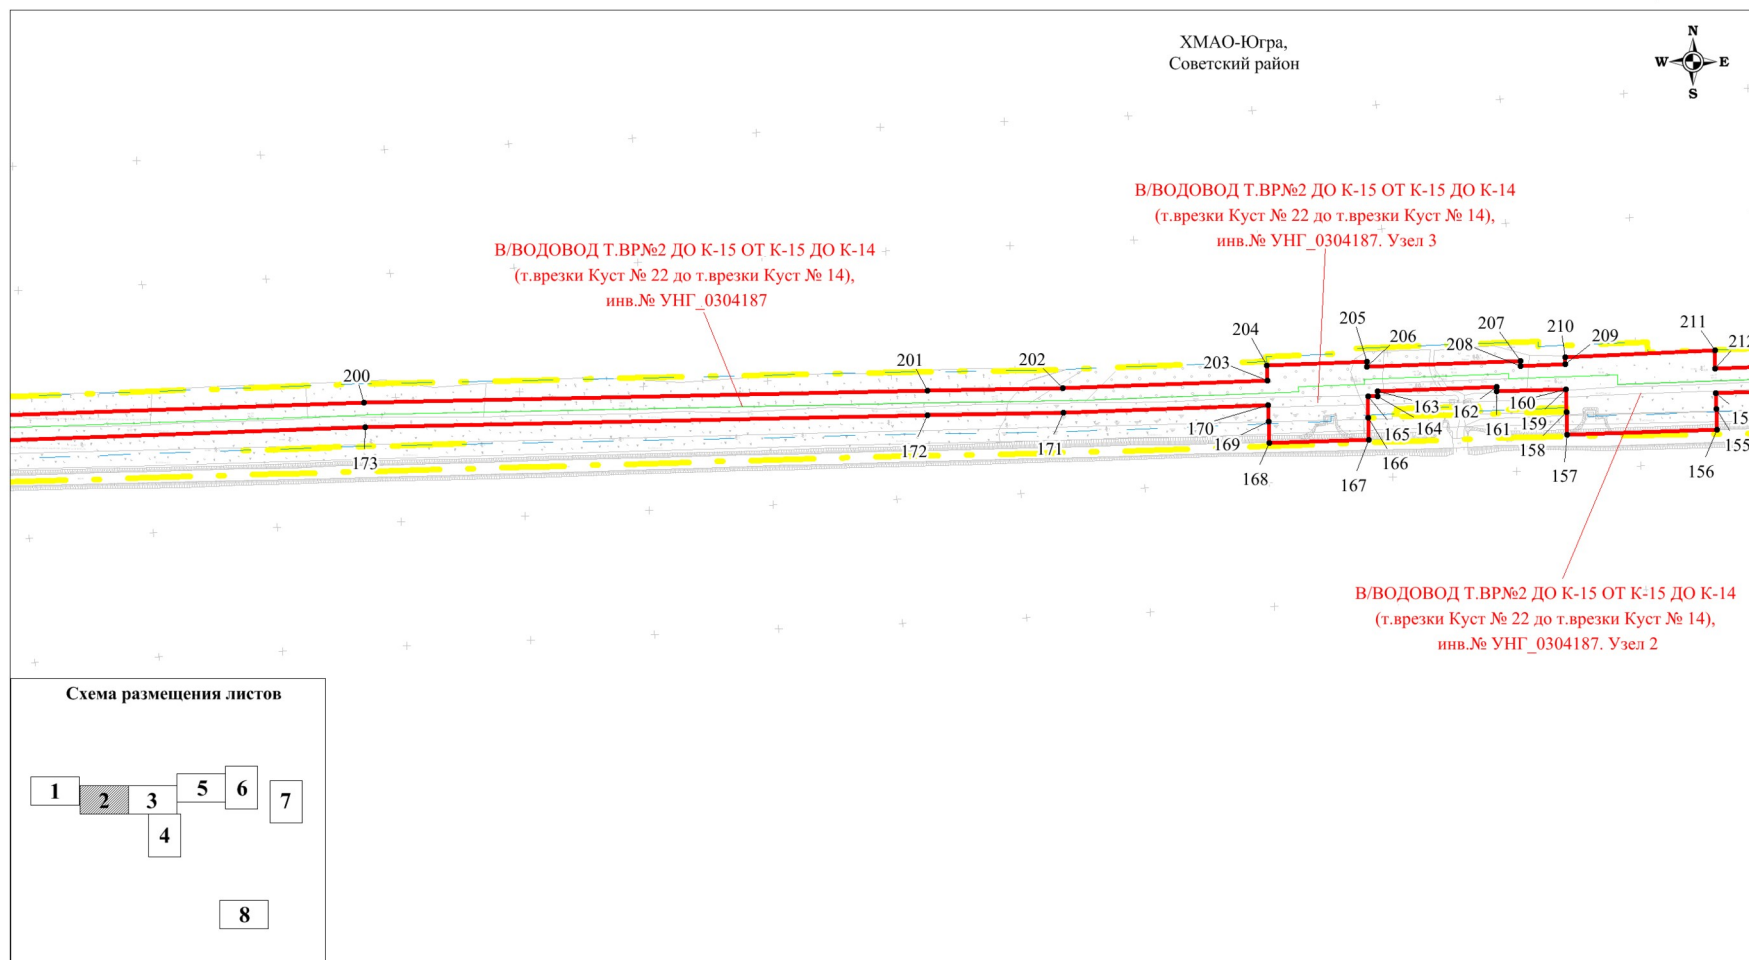 ХМАО-Югра,
Советский район
N
W E
S
В/ВОДОВОД Т.ВР№2 ДО К-15 ОТ К-15 ДО К-14
(т.врезки Куст № 22 до т.врезки Куст № 14),
инв.№ УНГ_0304187. Узел 3
В/ВОДОВОД Т.ВР№2 ДО К-15 ОТ К-15 ДО К-14
(т.врезки Куст № 22 до т.врезки Куст № 14),
инв.№ УНГ_0304187
200
201
202
203
204
205
206
207
208
210
209
211
212
173
172
171
170
169
168
167
166
165
164
163
162
161
160
159
158
157
156
155
15
В/ВОДОВОД Т.ВР№2 ДО К-15 ОТ К-15 ДО К-14
(т.врезки Куст № 22 до т.врезки Куст № 14),
инв.№ УНГ_0304187. Узел 2
Схема размещения листов
1
2
3
4
5
6
7
8